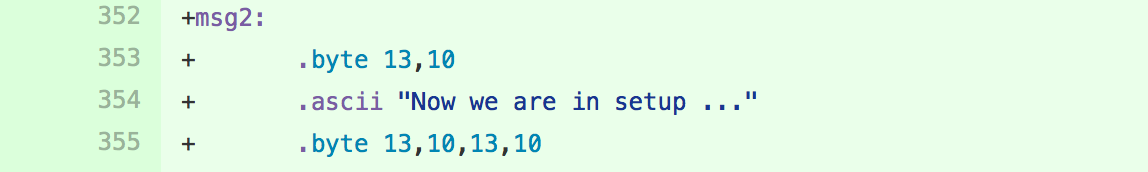 352 +msg2:
353 + .byte 13,10
354 + .ascii "Now we are in setup ..."
355 + .byte 13,10,13,10